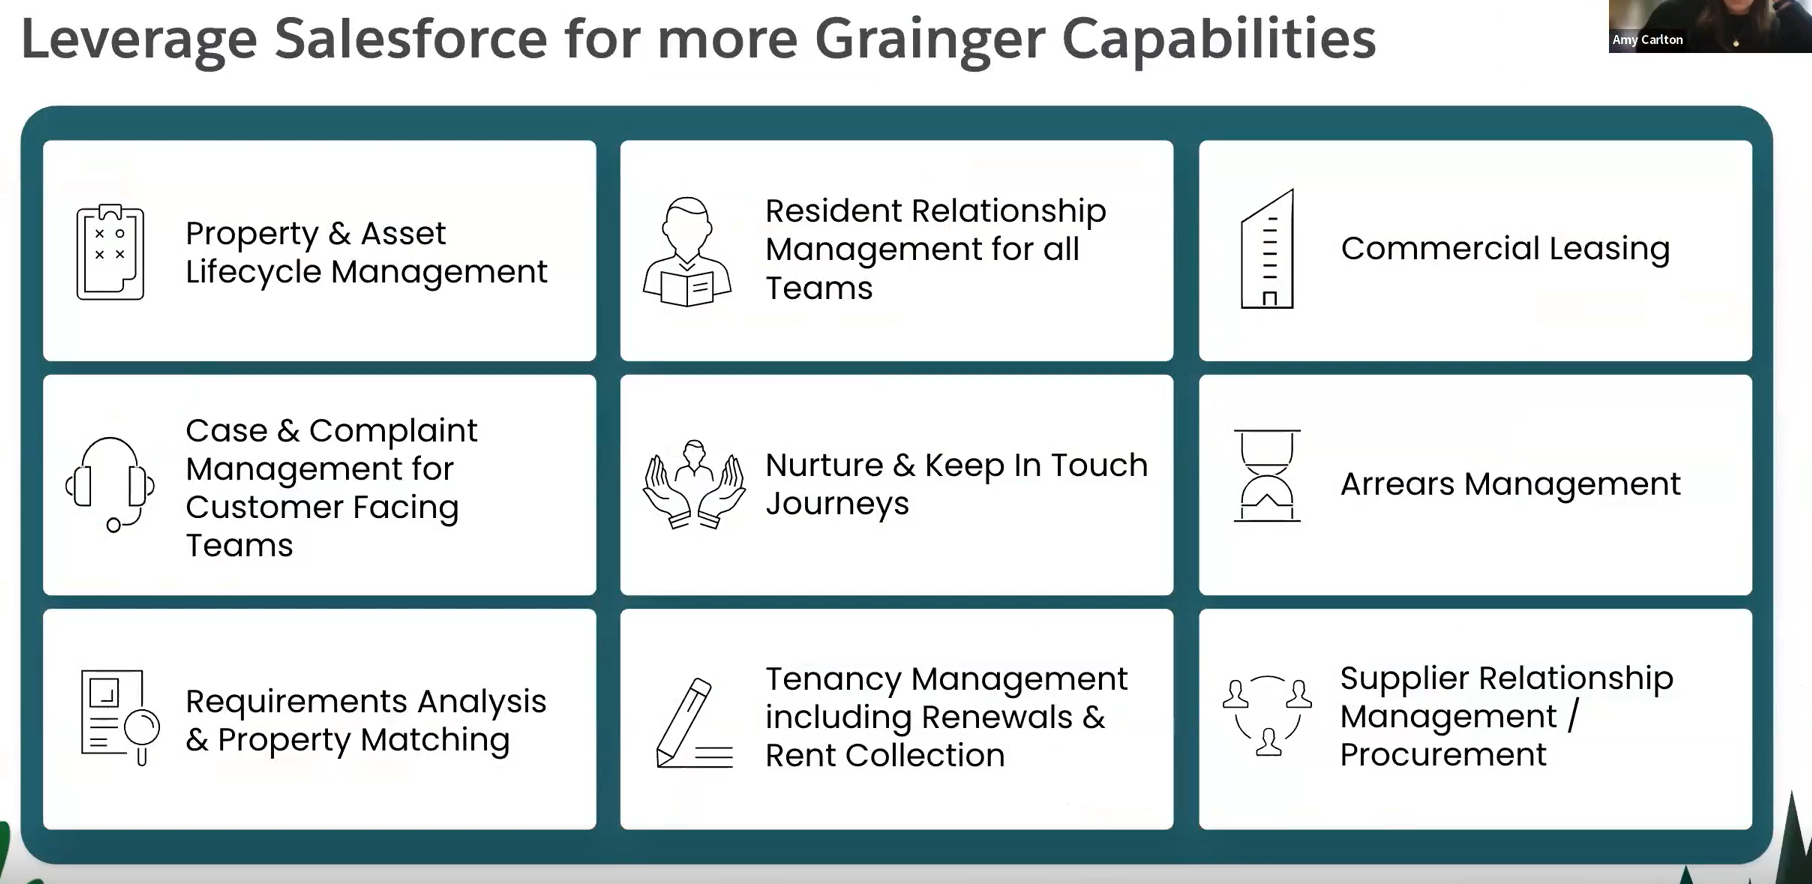 Leverage Salesforce for more Grainger Capabilities
Amy Carlton
Property & Asset
Lifecycle Management
Resident Relationship
Management for all
Teams
Commercial Leasing
Case & Complaint
Management for
Customer Facing
Teams
Nurture & Keep In Touch
Journeys
Arrears Management
Requirements Analysis
& Property Matching
Tenancy Management
including Renewals &
Rent Collection
Supplier Relationship
Management /
Procurement